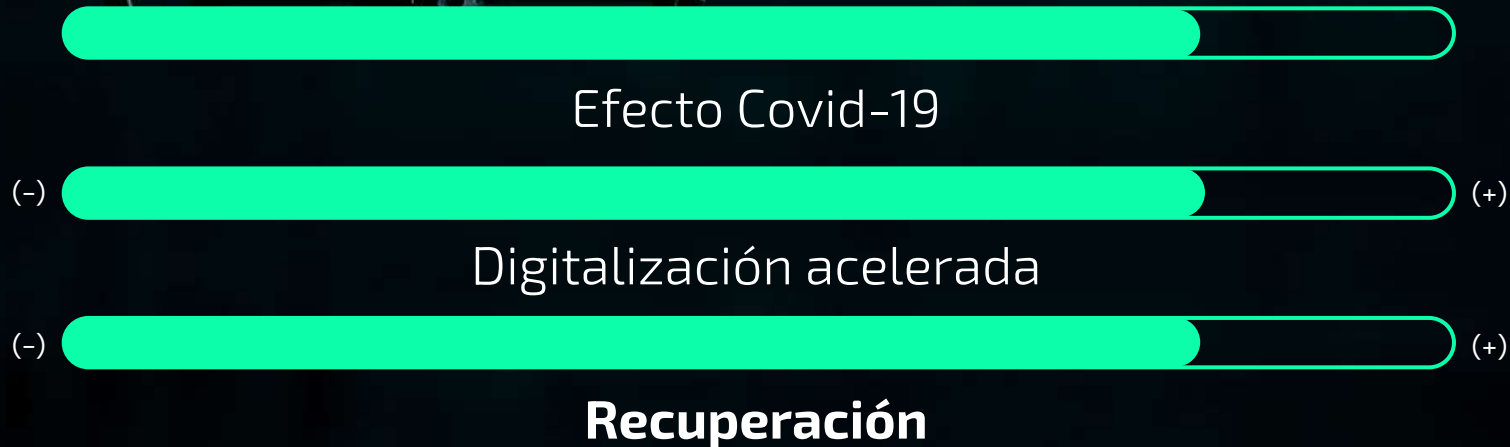 Efecto Covid-19
(-) (+)
Digitalización acelerada
(-) (+)
Recuperación